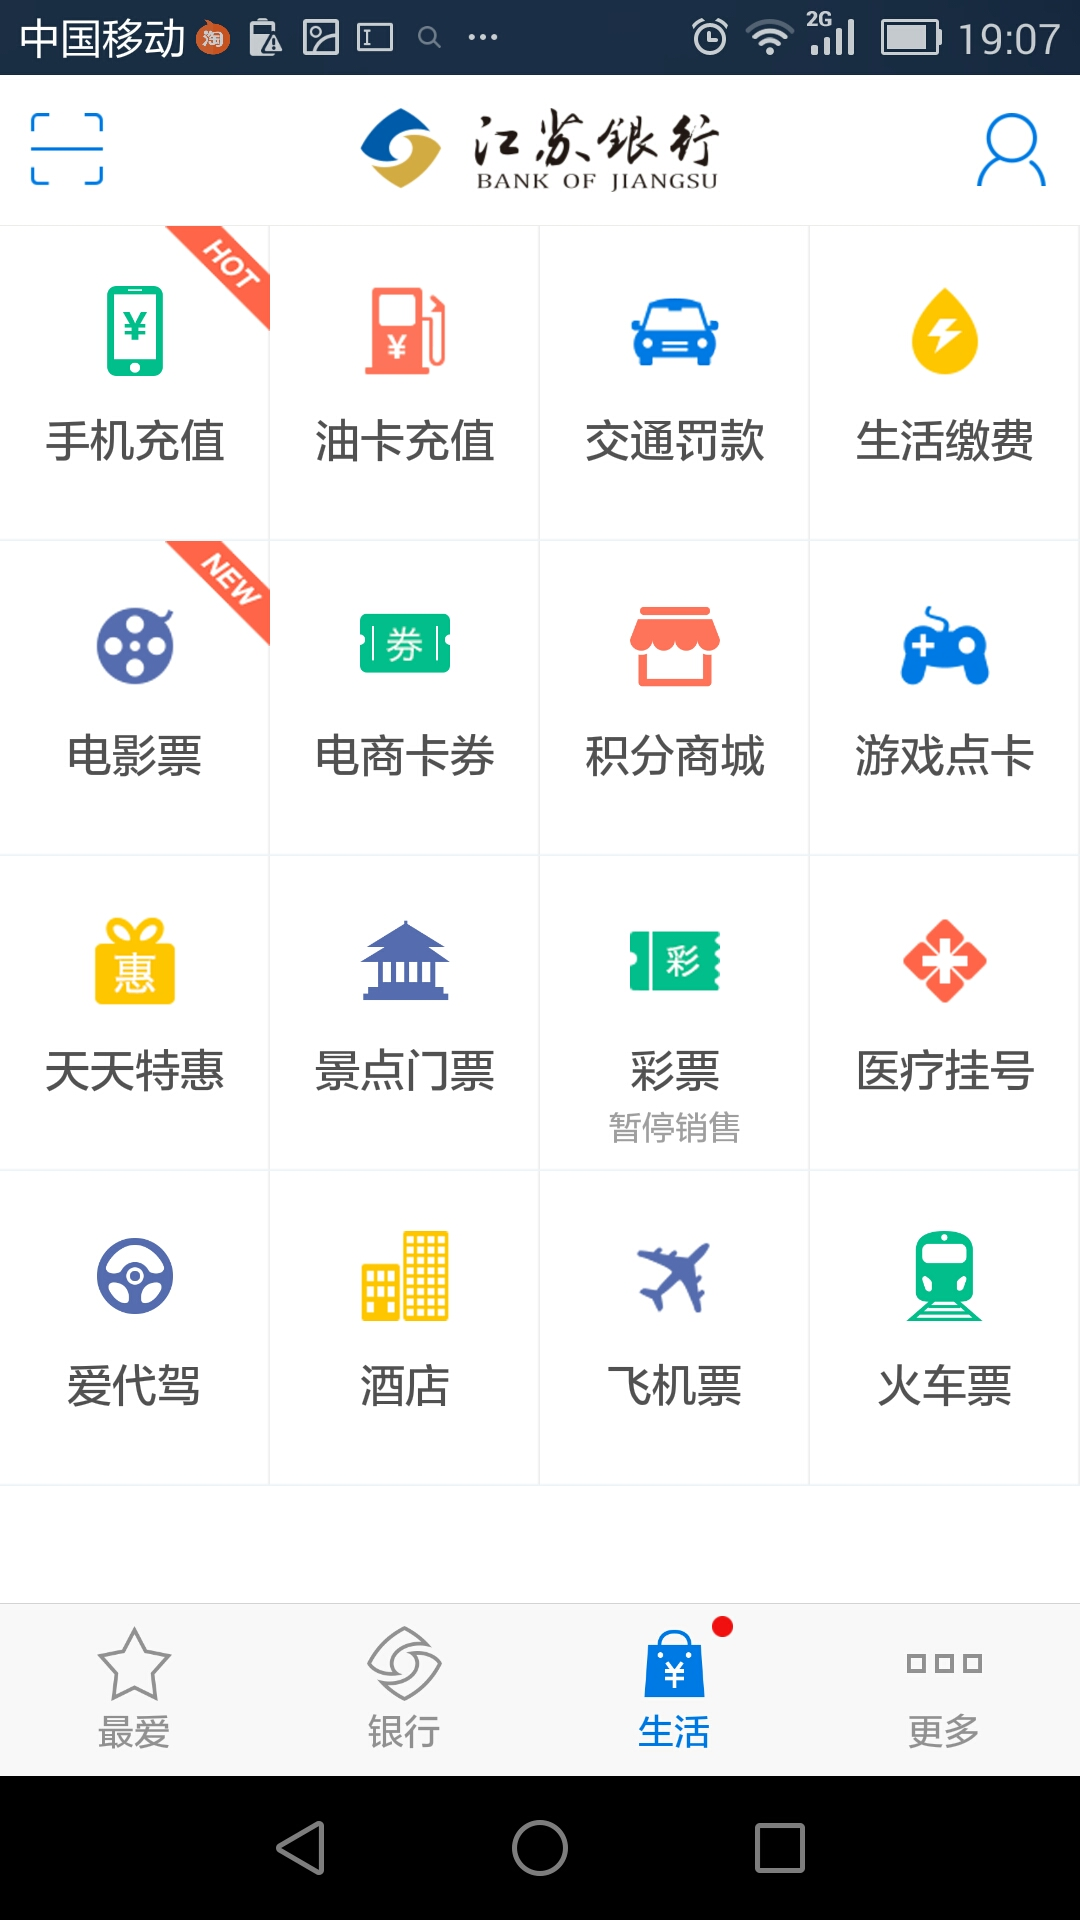 中国移动 淘 2G 19:07
江苏银行
BANK OF JIANGSU
HOT
¥ ¥
手机充值 油卡充值 交通罚款 生活缴费
NEW
券
电影票 电商卡券 积分商城 游戏点卡
惠 彩
天天特惠 景点门票 彩票 医疗挂号
暂停销售
爱代驾 酒店 飞机票 火车票
¥
最爱 银行 生活 更多